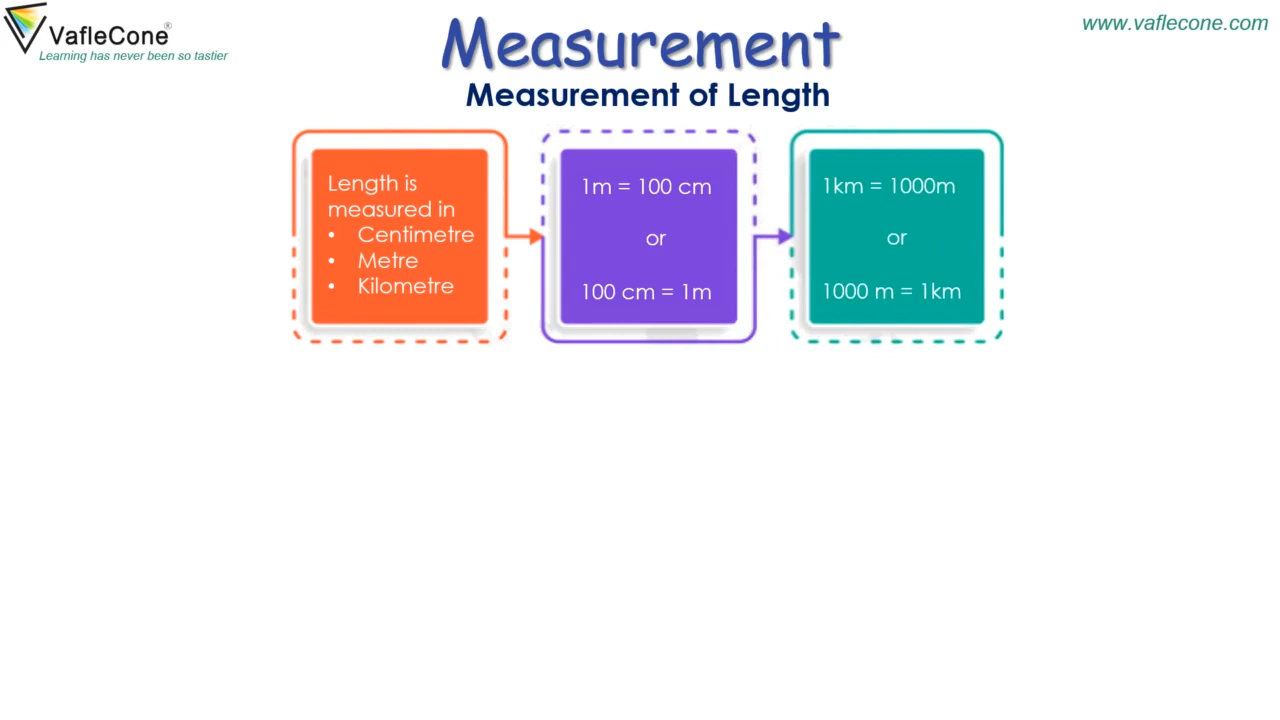 VafleCone®
Learning has never been so tastier
www.vaflecone.com
Measurement
Measurement of Length
Length is
measured in
• Centimetre
• Metre
• Kilometre
1m = 100 cm
or
100 cm = 1m
1km = 1000m
or
1000 m = 1km